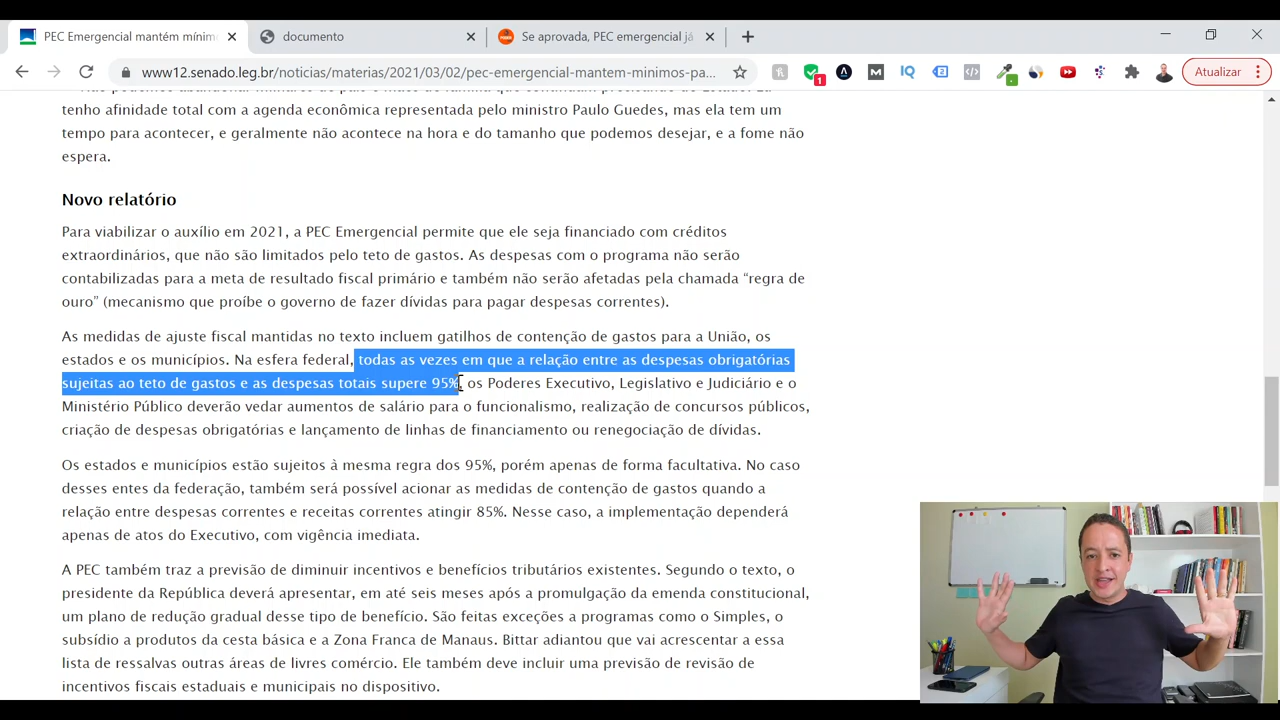 PEC Emergencial mantém mínim
documento
Se aprovada, PEC emergencial já
www12.senado.leg.br/noticias/materias/2021/03/02/pec-emergencial-mantem-minimos-pa...
1
M
IQ
Atualizar
tenho afinidade total com a agenda econômica representada pelo ministro Paulo Guedes, mas ela tem um
tempo para acontecer, e geralmente não acontece na hora e do tamanho que podemos desejar, e a fome não
espera.
Novo relatório
Para viabilizar o auxílio em 2021, a PEC Emergencial permite que ele seja financiado com créditos
extraordinários, que não são limitados pelo teto de gastos. As despesas com o programa não serão
contabilizadas para a meta de resultado fiscal primário e também não serão afetadas pela chamada “regra de
ouro” (mecanismo que proíbe o governo de fazer dívidas para pagar despesas correntes).
As medidas de ajuste fiscal mantidas no texto incluem gatilhos de contenção de gastos para a União, os
estados e os municípios. Na esfera federal, todas as vezes em que a relação entre as despesas obrigatórias
sujeitas ao teto de gastos e as despesas totais supere 95%, os Poderes Executivo, Legislativo e Judiciário e o
Ministério Público deverão vedar aumentos de salário para o funcionalismo, realização de concursos públicos,
criação de despesas obrigatórias e lançamento de linhas de financiamento ou renegociação de dívidas.
Os estados e municípios estão sujeitos à mesma regra dos 95%, porém apenas de forma facultativa. No caso
desses entes da federação, também será possível acionar as medidas de contenção de gastos quando a
relação entre despesas correntes e receitas correntes atingir 85%. Nesse caso, a implementação dependerá
apenas de atos do Executivo, com vigência imediata.
A PEC também traz a previsão de diminuir incentivos e benefícios tributários existentes. Segundo o texto, o
presidente da República deverá apresentar, em até seis meses após a promulgação da emenda constitucional,
um plano de redução gradual desse tipo de benefício. São feitas exceções a programas como o Simples, o
subsídio a produtos da cesta básica e a Zona Franca de Manaus. Bittar adiantou que vai acrescentar a essa
lista de ressalvas outras áreas de livres comércio. Ele também deve incluir uma previsão de revisão de
incentivos fiscais estaduais e municipais no dispositivo.